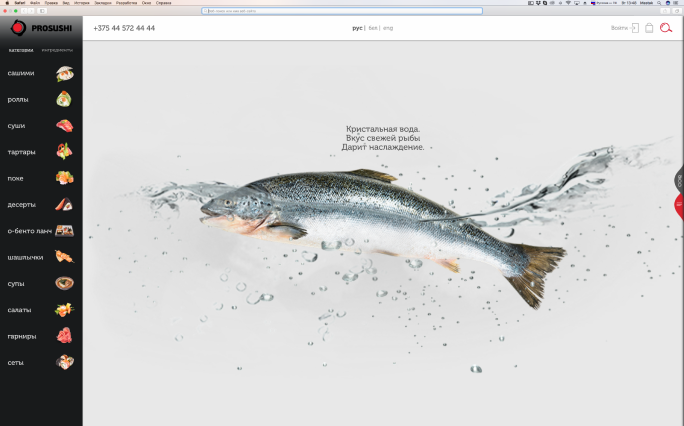 Safari Файл Правка Вид История Закладки Разработка Окно Справка
PROSUSHI
+375 44 572 44 44
рус | бел | eng
Войти
КАТЕГОРИИ
ИНГРЕДИЕНТЫ
сашими
роллы
суши
тартары
поке
десерты
о-бенто ланч
шашлычки
супы
салаты
гарниры
сеты
Кристальная вода.
Вкус свежей рыбы
Дарит наслаждение.